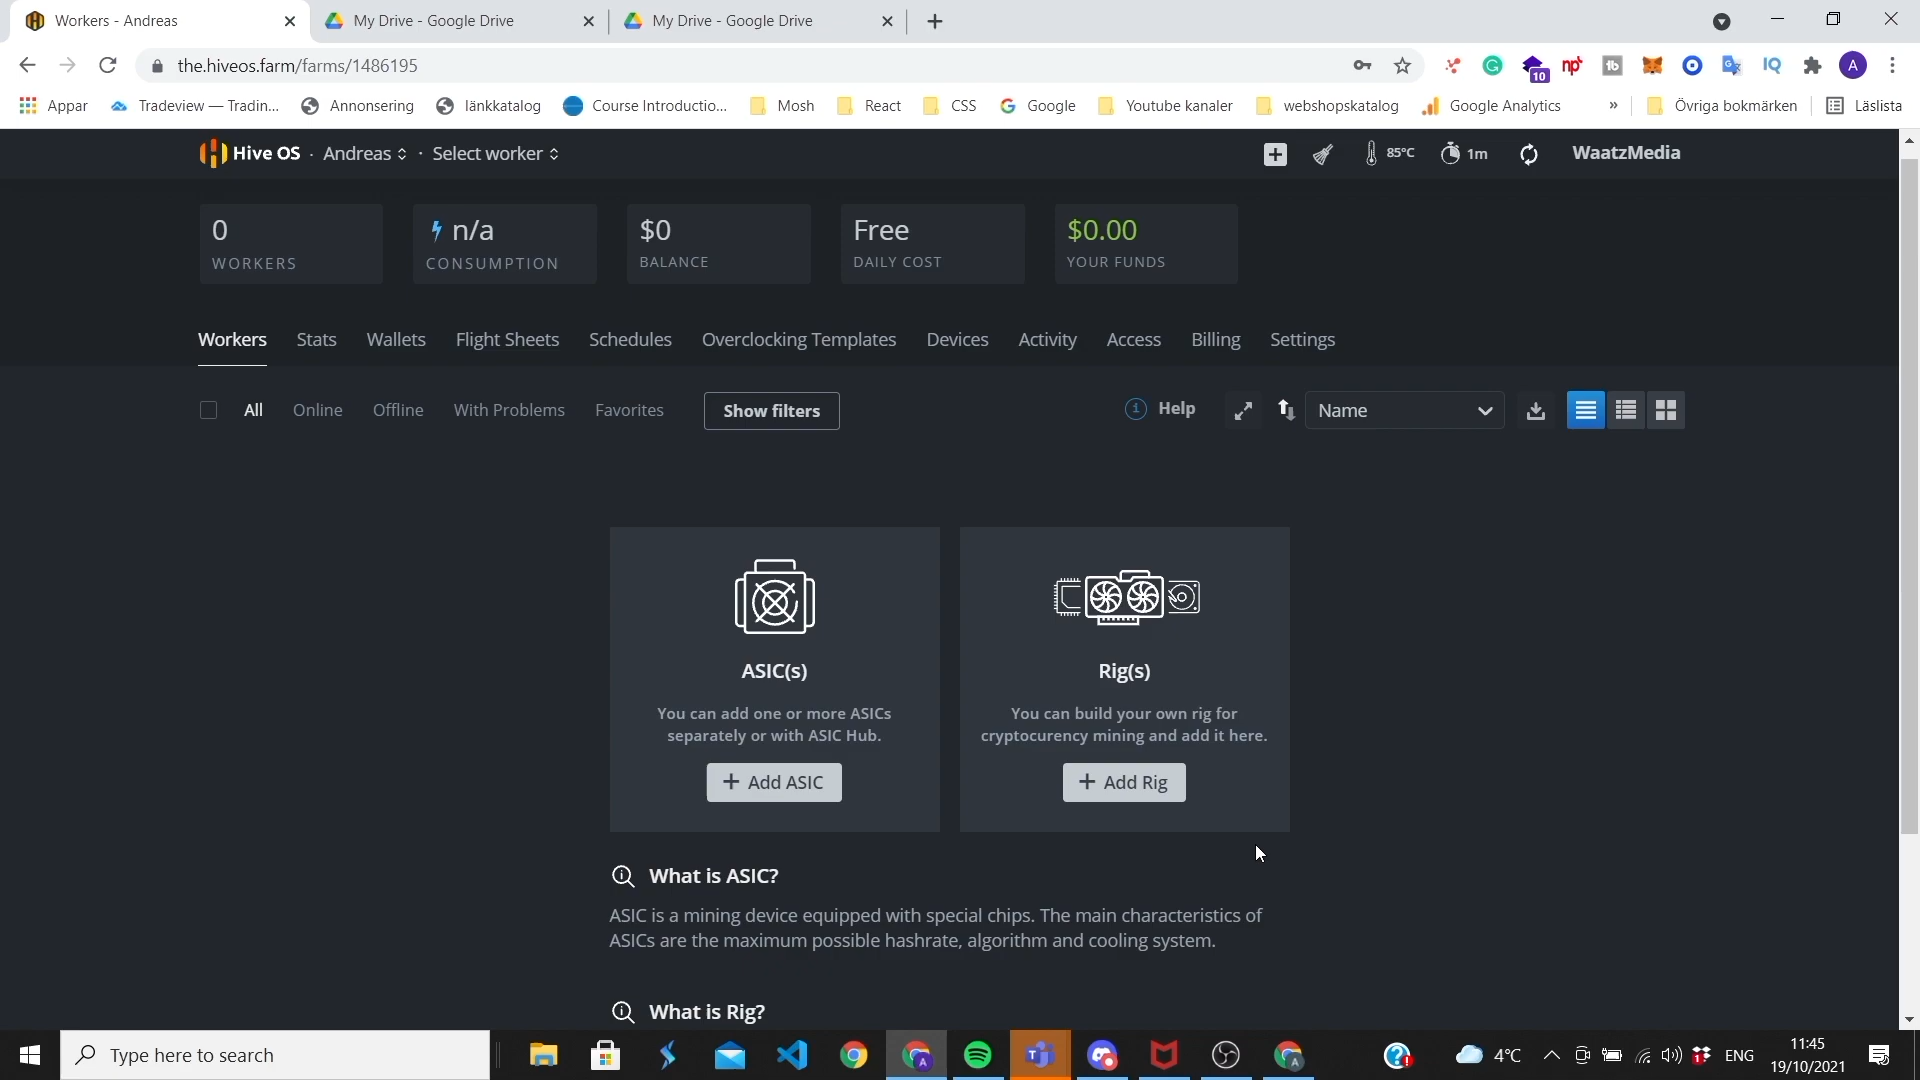 Workers - Andreas
My Drive - Google Drive
My Drive - Google Drive
the.hiveos.farm/farms/1486195
10
np
tb
IQ
A
Appar
Tradeview — Tradin...
Annonsering
länkkatalog
Course Introductio...
Mosh
React
CSS
Google
Youtube kanaler
webshopskatalog
Google Analytics
»
Övriga bokmärken
Läslista
Hive OS · Andreas · Select worker
85°C
1m
WaatzMedia
0
WORKERS
n/a
CONSUMPTION
$0
BALANCE
Free
DAILY COST
$0.00
YOUR FUNDS
Workers
Stats
Wallets
Flight Sheets
Schedules
Overclocking Templates
Devices
Activity
Access
Billing
Settings
All
Online
Offline
With Problems
Favorites
Show filters
Help
Name
ASIC(s)
You can add one or more ASICs
separately or with ASIC Hub.
+ Add ASIC
Rig(s)
You can build your own rig for
cryptocurency mining and add it here.
+ Add Rig
What is ASIC?
ASIC is a mining device equipped with special chips. The main characteristics of
ASICs are the maximum possible hashrate, algorithm and cooling system.
What is Rig?
Type here to search
4°C
ENG
11:45
19/10/2021